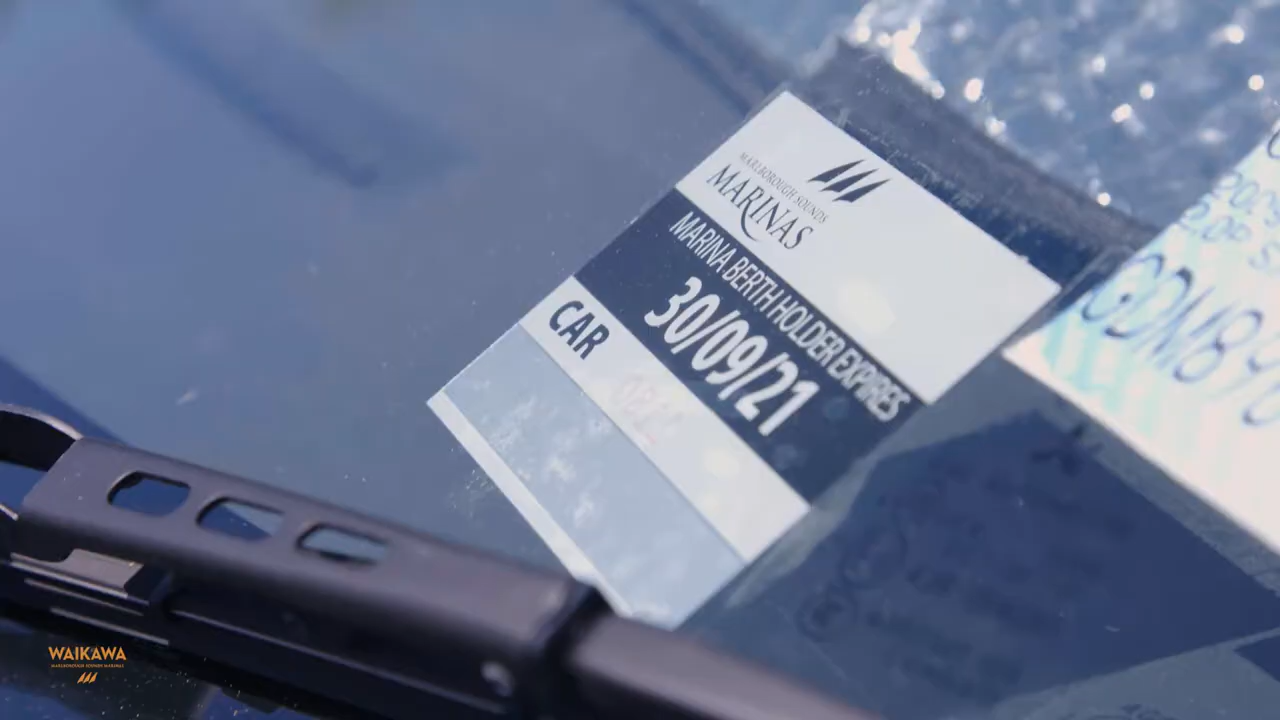 MARLBOROUGH SOUNDS
MARINAS
MARINA BERTH HOLDER EXPIRES
30/09/21
CAR
WAIKAWA
MARLBOROUGH SOUNDS MARINAS